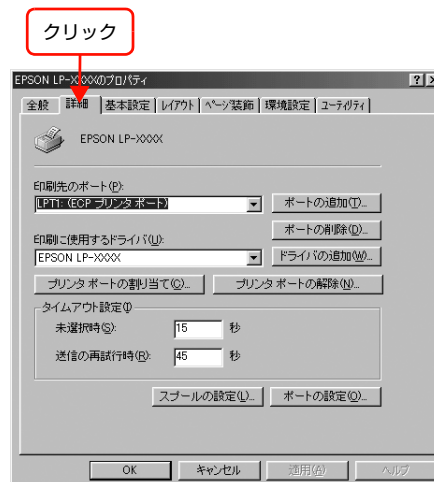 クリック
EPSON LP-XXXXのプロパティ
全般 詳細 基本設定 レイアウト ページ装飾 環境設定 ユーティリティ
EPSON LP-XXXX
印刷先のポート(P):
LPT1: (ECP プリンタ ポート) ポートの追加(T)...
ポートの削除(D)...
印刷に使用するドライバ(U):
EPSON LP-XXXX ドライバの追加(W)...
プリンタ ポートの割り当て(C)... プリンタ ポートの解除(N)...
タイムアウト設定(I)
未選択時(S): 15 秒
送信の再試行時(R): 45 秒
スプールの設定(L)... ポートの設定(O)...
OK キャンセル 適用(A) ヘルプ